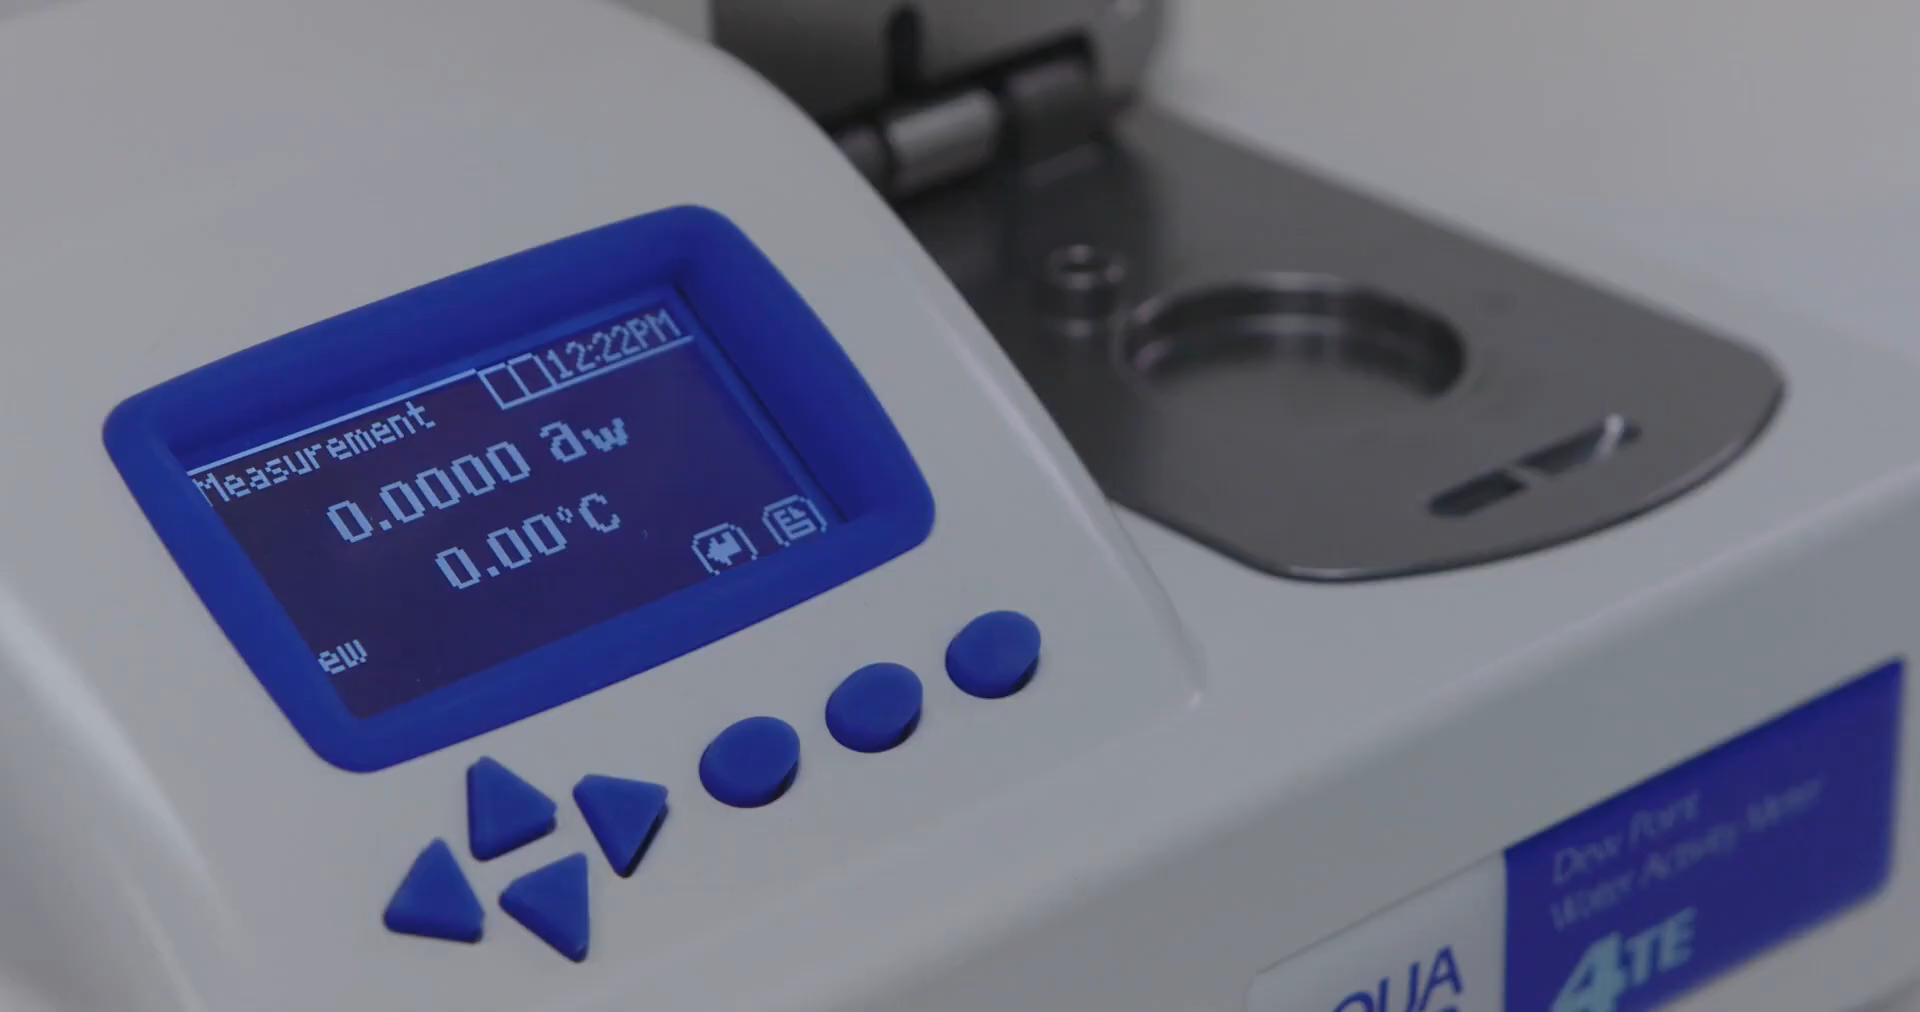 12:22PM
Measurement
0.0000 aw
0.00°C
ew
Dew Point
Water Activity Meter
4TE
QUA